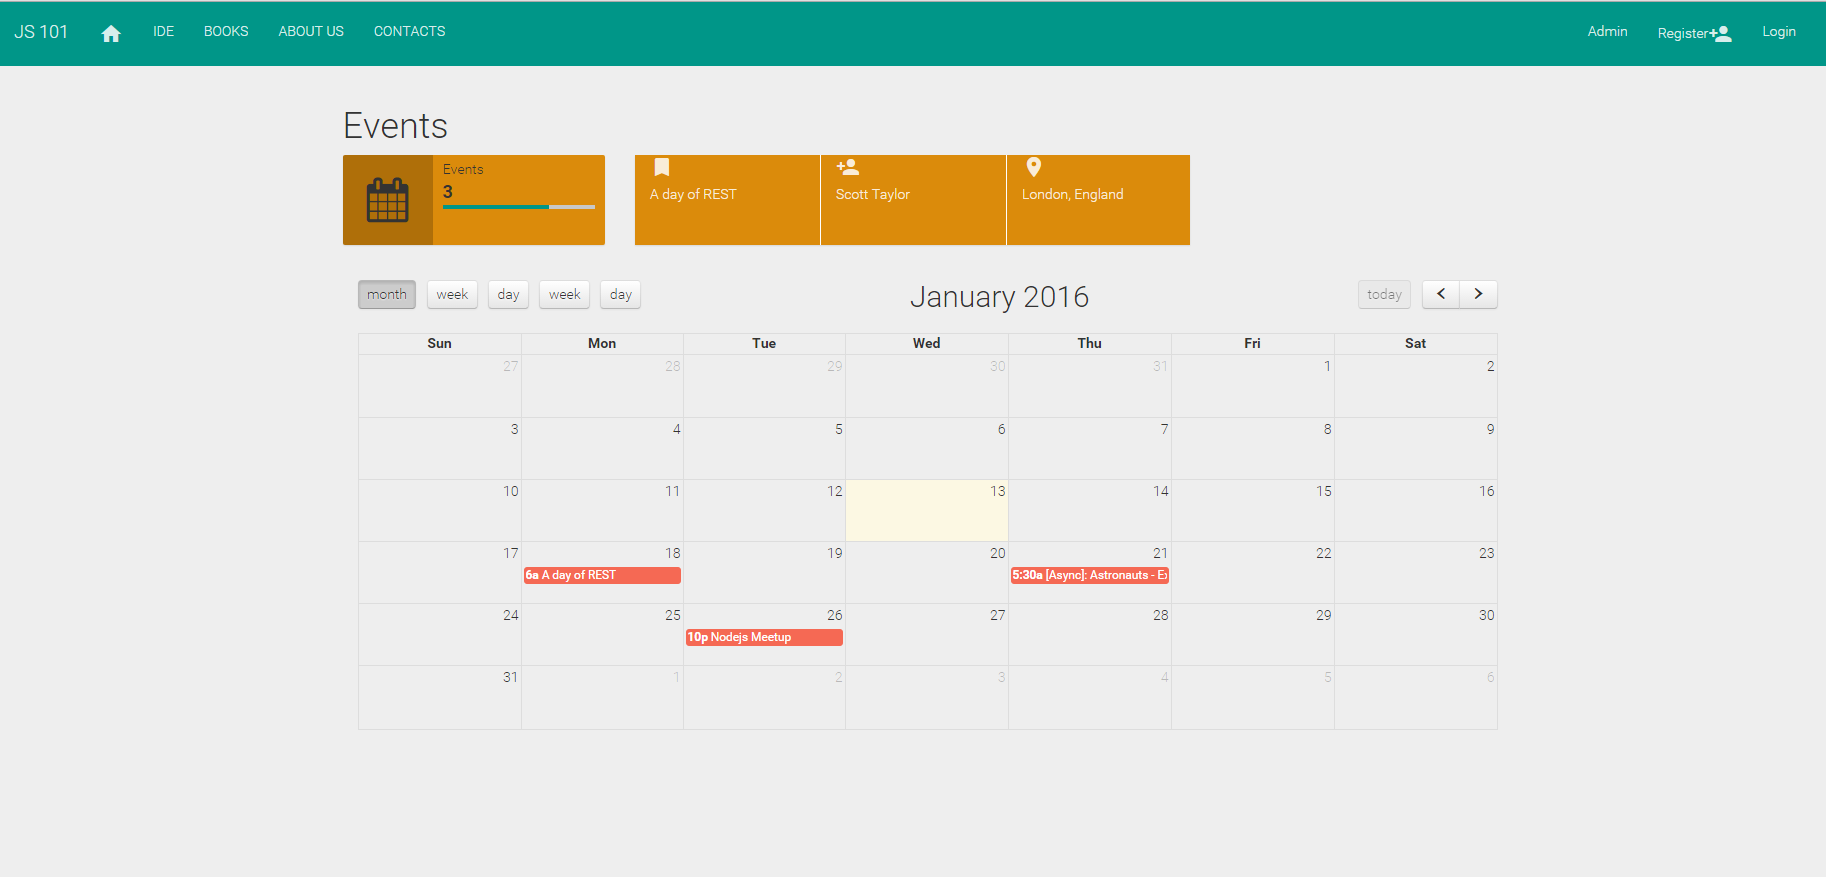 JS 101 IDE BOOKS ABOUT US CONTACTS Admin Register Login
Events
Events
3
A day of REST Scott Taylor London, England
month week day week day January 2016 today
Sun Mon Tue Wed Thu Fri Sat
27 28 29 30 31 1 2
3 4 5 6 7 8 9
10 11 12 13 14 15 16
17 18 19 20 21 22 23
6a A day of REST 5:30a [Async]: Astronauts - Ex
24 25 26 27 28 29 30
10p Nodejs Meetup
31 1 2 3 4 5 6